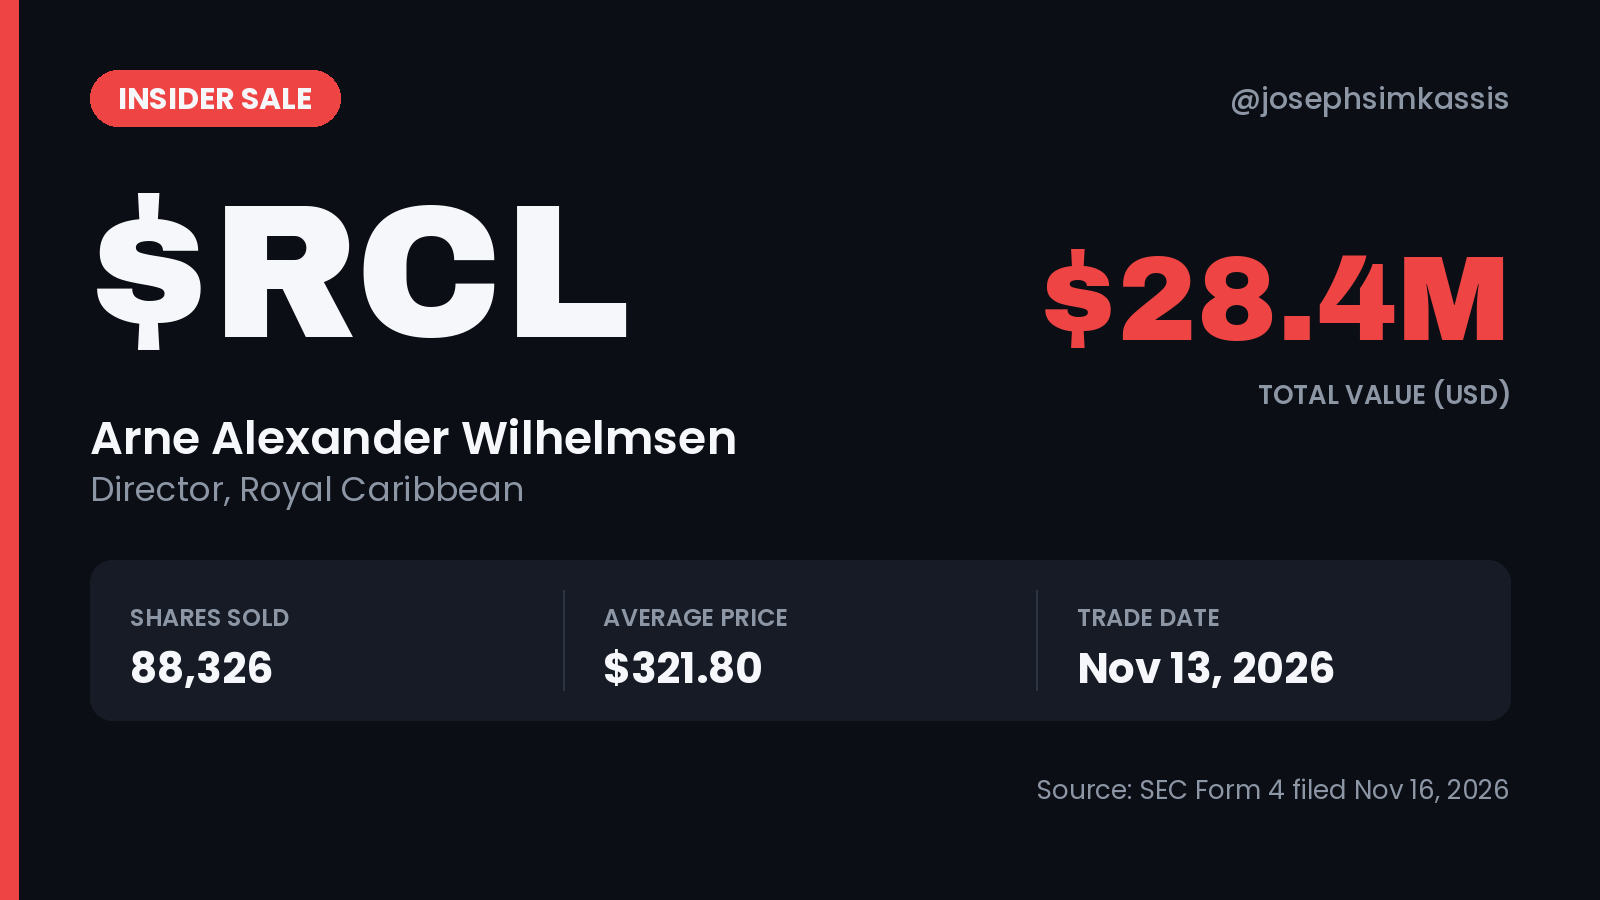 INSIDER SALE
@josephsimkassis
$RCL
$28.4M
TOTAL VALUE (USD)
Arne Alexander Wilhelmsen
Director, Royal Caribbean
SHARES SOLD
88,326
AVERAGE PRICE
$321.80
TRADE DATE
Nov 13, 2026
Source: SEC Form 4 filed Nov 16, 2026